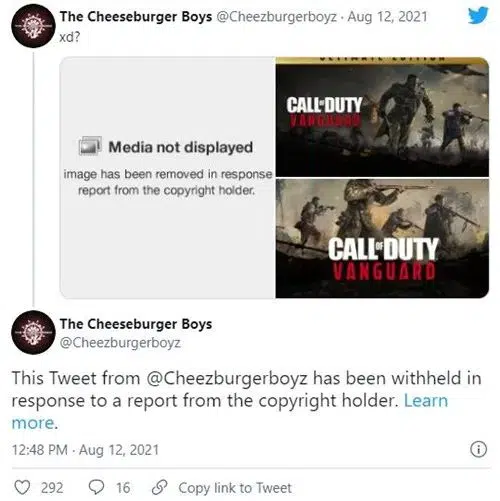 The Cheeseburger Boys @Cheezburgerboyz · Aug 12, 2021
xd?
ULTIMATE EDITION
CALL OF DUTY
VANGUARD
Media not displayed
image has been removed in response
report from the copyright holder.
CALL OF DUTY
VANGUARD
The Cheeseburger Boys
@Cheezburgerboyz
This Tweet from @Cheezburgerboyz has been withheld in
response to a report from the copyright holder. Learn
more.
12:48 PM · Aug 12, 2021
292 16 Copy link to Tweet